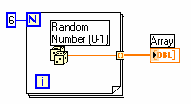 6
N
Random
Number (0-1)
Array
DBL
i